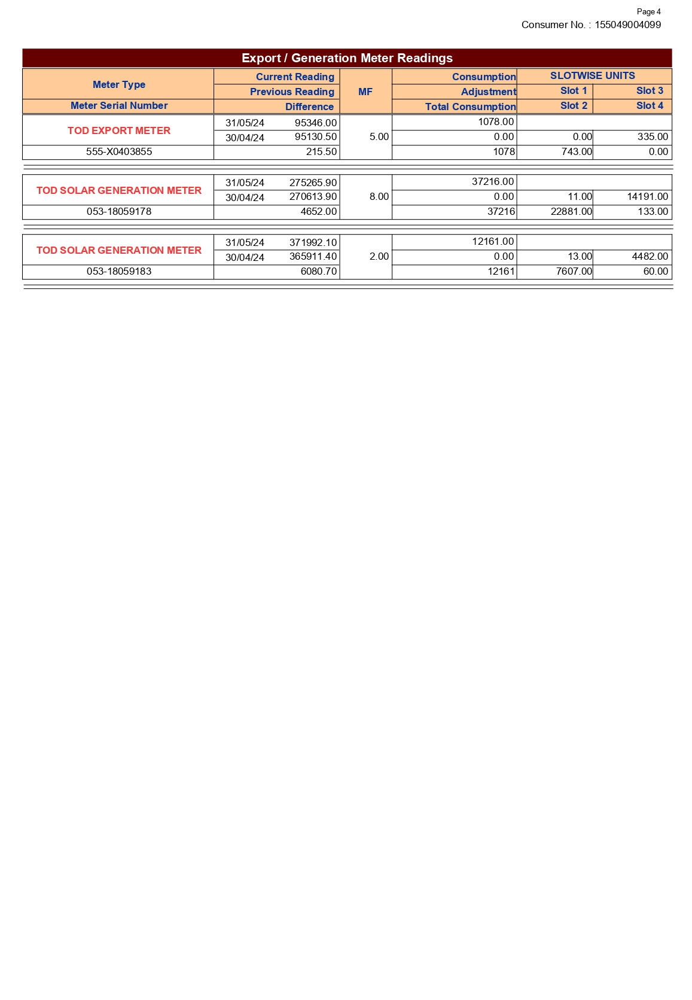 Page 4
Consumer No. : 155049004099
Export / Generation Meter Readings
Meter Type Current Reading MF Consumption SLOTWISE UNITS
Previous Reading Adjustment Slot 1 Slot 3
Meter Serial Number Difference Total Consumption Slot 2 Slot 4
TOD EXPORT METER 31/05/24 95346.00 5.00 1078.00
30/04/24 95130.50 0.00 0.00 335.00
555-X0403855 215.50 1078 743.00 0.00
TOD SOLAR GENERATION METER 31/05/24 275265.90 8.00 37216.00
30/04/24 270613.90 0.00 11.00 14191.00
053-18059178 4652.00 37216 22881.00 133.00
TOD SOLAR GENERATION METER 31/05/24 371992.10 2.00 12161.00
30/04/24 365911.40 0.00 13.00 4482.00
053-18059183 6080.70 12161 7607.00 60.00